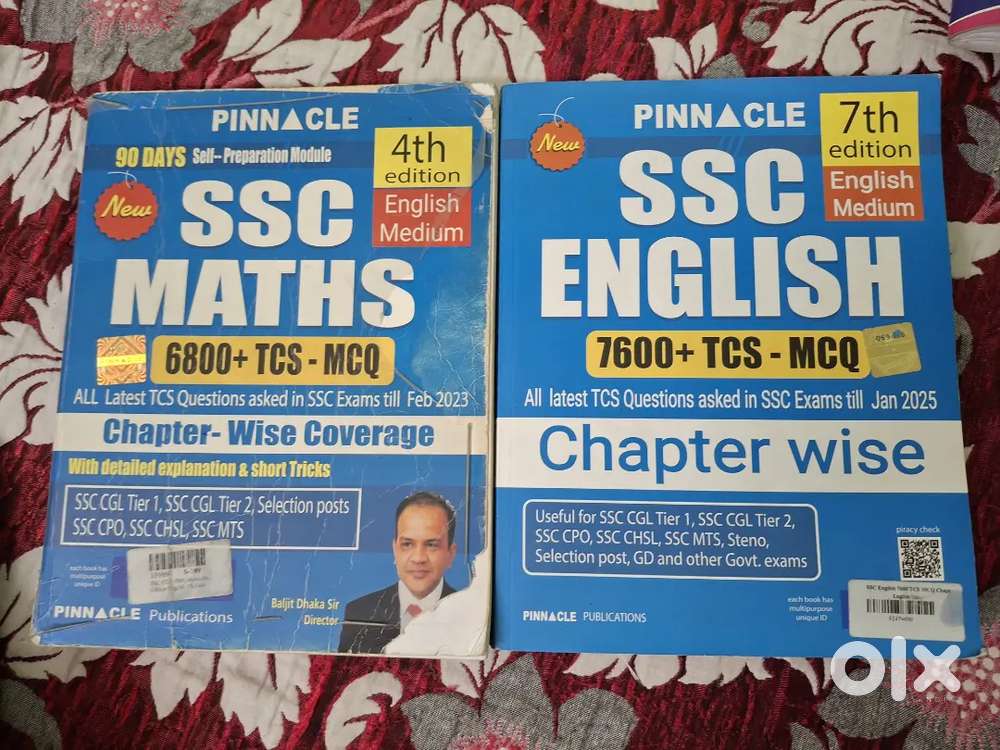 PINNACLE
90 DAYS Self-- Preparation Module
4th
edition
English
Medium
New
SSC
MATHS
6800+ TCS - MCQ
ALL Latest TCS Questions asked in SSC Exams till Feb 2023
Chapter- Wise Coverage
With detailed explanation & short Tricks
SSC CGL Tier 1, SSC CGL Tier 2, Selection posts
SSC CPO, SSC CHSL, SSC MTS
each book has
multipurpose
unique ID
Baljit Dhaka Sir
Director
PINNACLE Publications
PINNACLE
7th
edition
English
Medium
New
SSC
ENGLISH
7600+ TCS - MCQ
All latest TCS Questions asked in SSC Exams till Jan 2025
Chapter wise
Useful for SSC CGL Tier 1, SSC CGL Tier 2,
SSC CPO, SSC CHSL, SSC MTS, Steno,
Selection post, GD and other Govt. exams
piracy check
each book has
multipurpose
unique ID
SSC English 7600 TCS MCQ Chap
PINNACLE PUBLICATIONS
olx